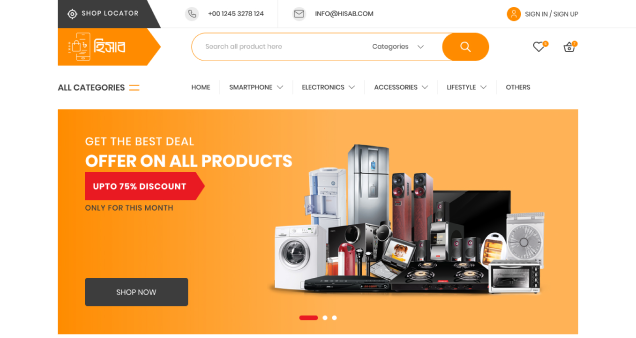 SHOP LOCATOR
+00 1245 3278 124
INFO@HISAB.COM
SIGN IN / SIGN UP
হিসাব
Search all product here
Categories
ALL CATEGORIES
HOME
SMARTPHONE
ELECTRONICS
ACCESSORIES
LIFESTYLE
OTHERS
GET THE BEST DEAL
OFFER ON ALL PRODUCTS
UPTO 75% DISCOUNT
ONLY FOR THIS MONTH
SHOP NOW